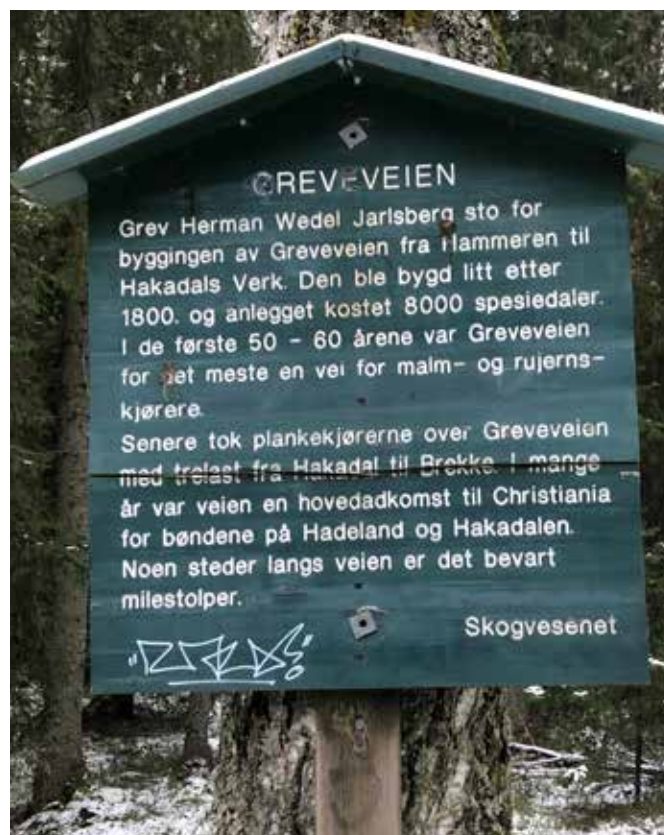 GREVEVEIEN
Grev Herman Wedel Jarlsberg sto for
byggingen av Greveveien fra Hammeren til
Hakadals Verk. Den ble bygd litt etter
1800. og anlegget kostet 8000 spesiedaler.
I de første 50 - 60 årene var Greveveien
for det meste en vei for malm- og rujerns-
kjørere.
Senere tok plankekjørerne over Greveveien
med trelast fra Hakadal til Brekke. I mange
år var veien en hovedadkomst til Christiania
for bøndene på Hadeland og Hakadalen.
Noen steder langs veien er det bevart
milestolper.
Skogvesenet